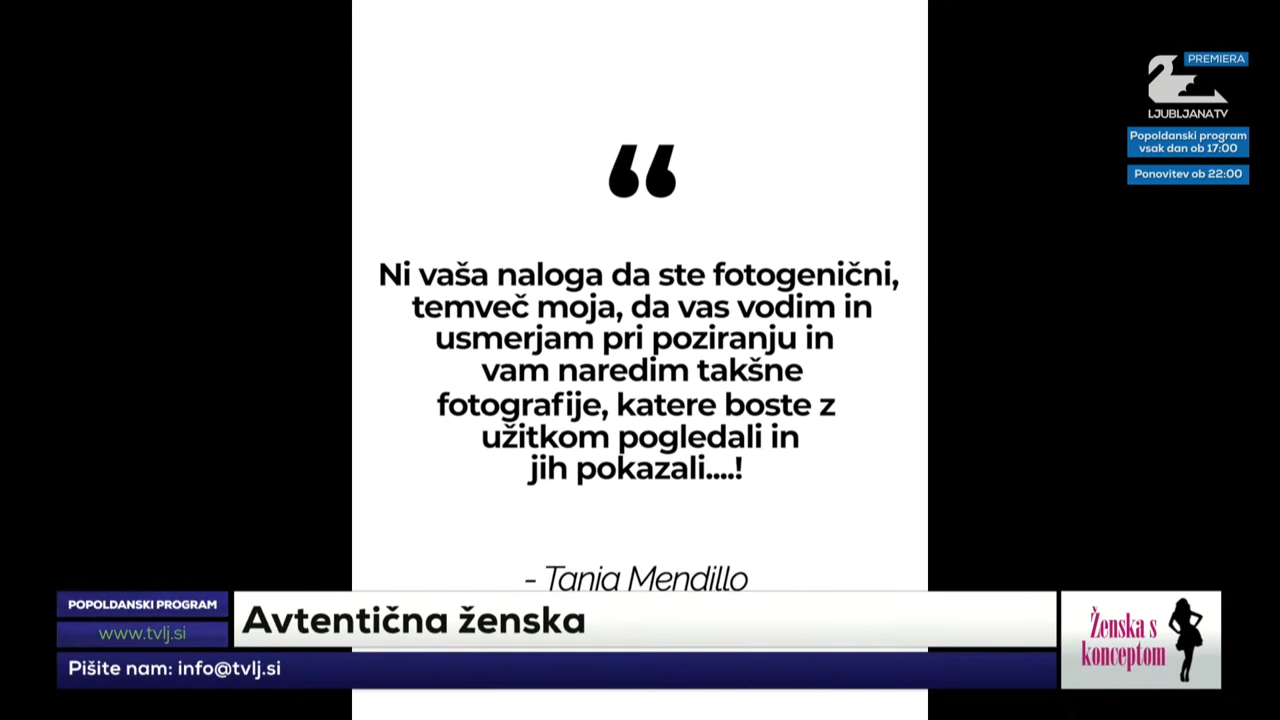 PREMIERA
LJUBLJANATV
Popoldanski program
vsak dan ob 17:00
Ponovitev ob 22:00
“
Ni vaša naloga da ste fotogenični,
temveč moja, da vas vodim in
usmerjam pri poziranju in
vam naredim takšne
fotografije, katere boste z
užitkom pogledali in
jih pokazali....!
- Tania Mendillo
POPOLDANSKI PROGRAM
www.tvlj.si
Avtentična ženska
Ženska s
konceptom
Pišite nam: info@tvlj.si